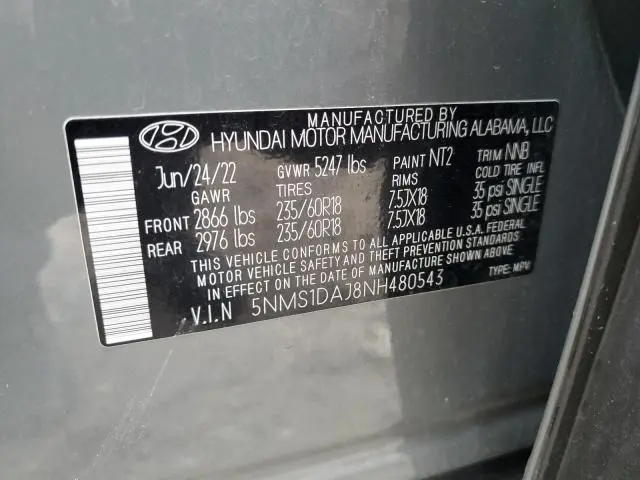 MANUFACTURED BY
HYUNDAI MOTOR MANUFACTURING ALABAMA, LLC
Jun/24/22 GVWR 5247 lbs PAINT NT2 TRIM NNB
GAWR TIRES RIMS COLD TIRE INFL
FRONT 2866 lbs 235/60R18 7.5JX18 35 psi SINGLE
REAR 2976 lbs 235/60R18 7.5JX18 35 psi SINGLE
THIS VEHICLE CONFORMS TO ALL APPLICABLE U.S.A. FEDERAL
MOTOR VEHICLE SAFETY AND THEFT PREVENTION STANDARDS
IN EFFECT ON THE DATE OF MANUFACTURE SHOWN ABOVE
V.I.N 5NMS1DAJ8NH480543 TYPE: MPV